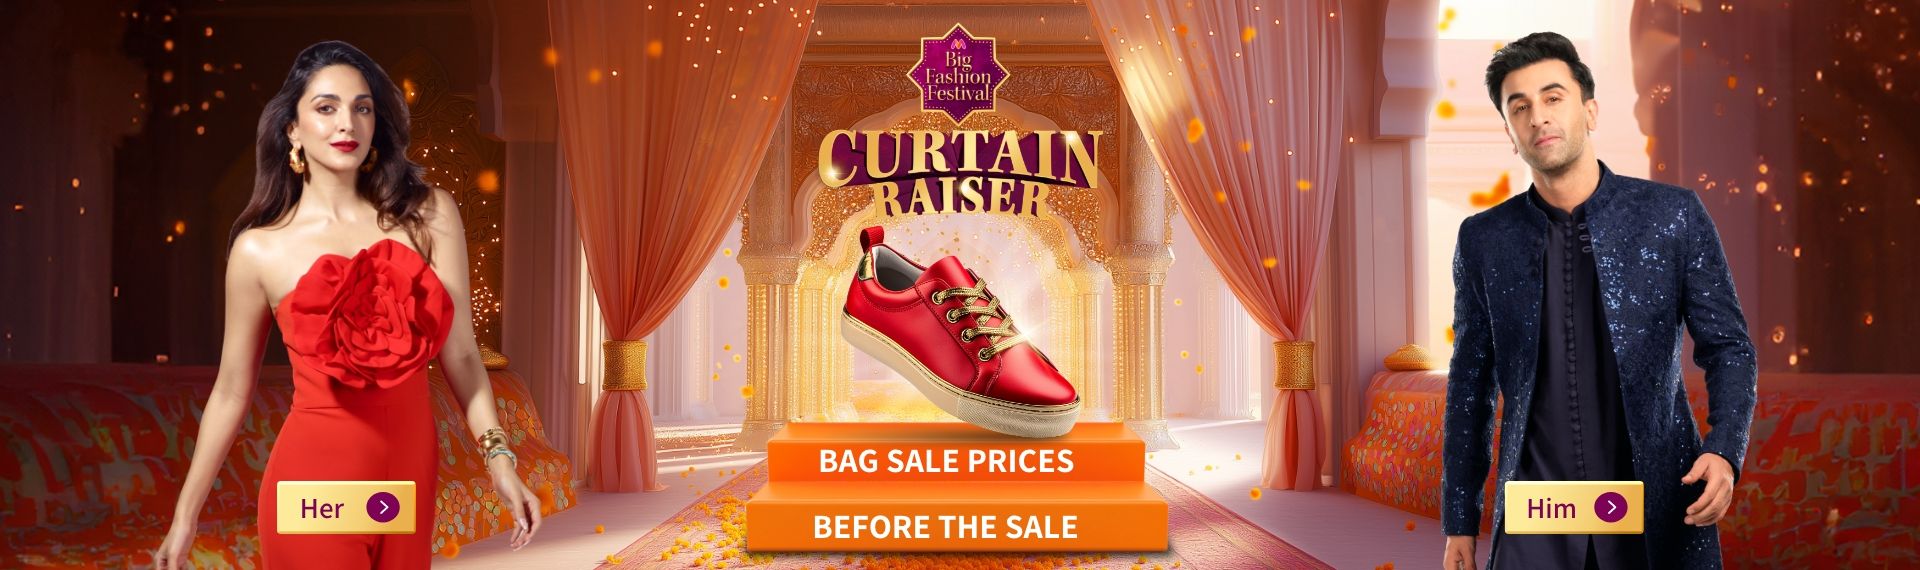 Big
Fashion
Festival
CURTAIN
RAISER
BAG SALE PRICES
BEFORE THE SALE
Her
Him